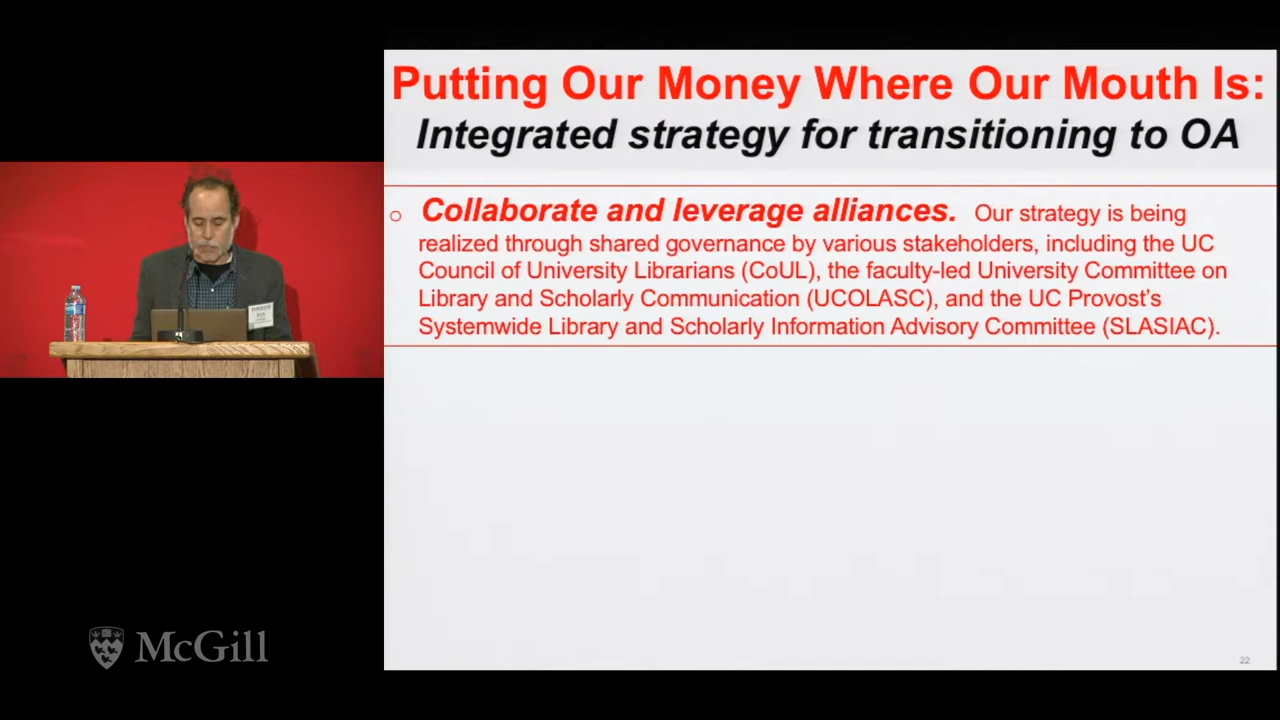 Putting Our Money Where Our Mouth Is:
Integrated strategy for transitioning to OA
Collaborate and leverage alliances. Our strategy is being
realized through shared governance by various stakeholders, including the UC
Council of University Librarians (CoUL), the faculty-led University Committee on
Library and Scholarly Communication (UCOLASC), and the UC Provost’s
Systemwide Library and Scholarly Information Advisory Committee (SLASIAC).
22
McGill